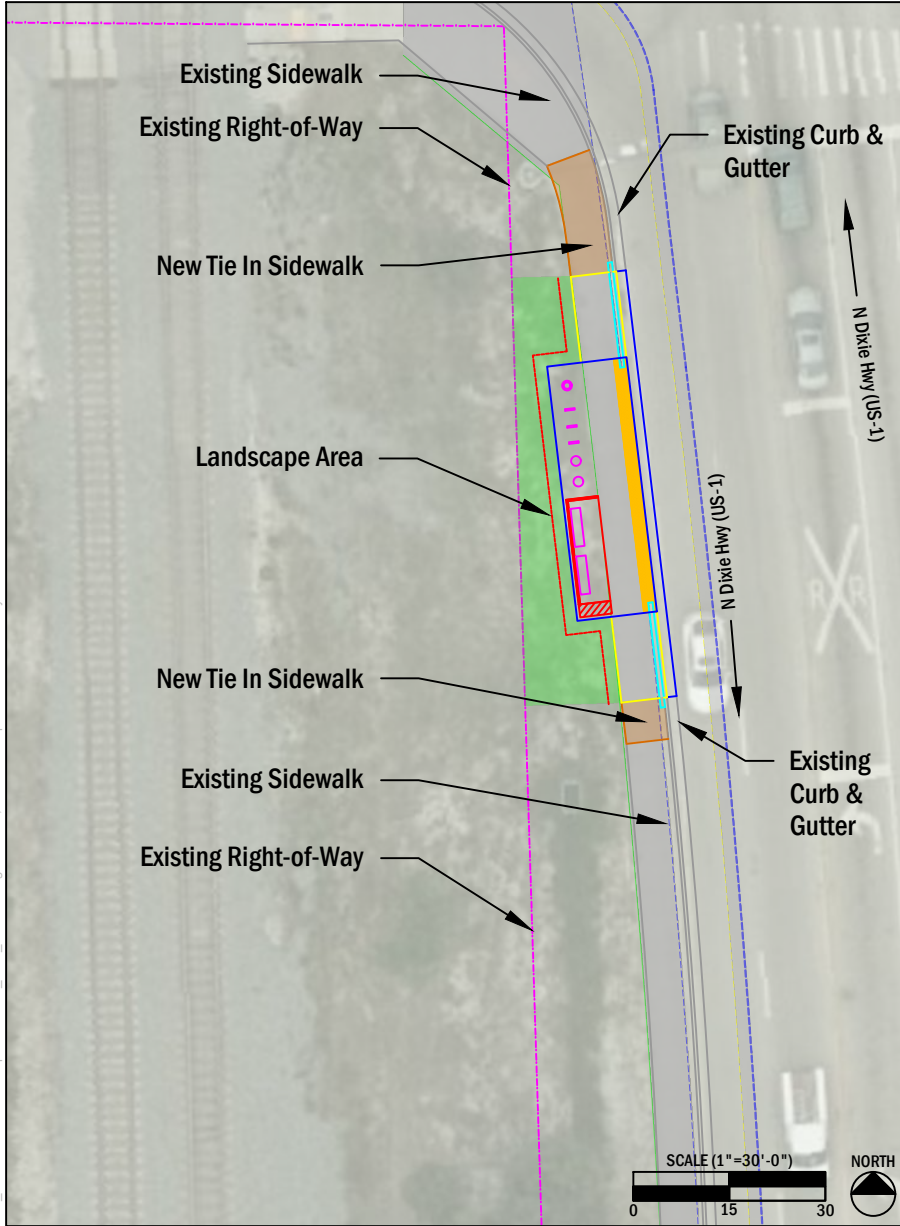 Existing Sidewalk
Existing Right-of-Way
Existing Curb &
Gutter
New Tie In Sidewalk
N Dixie Hwy (US-1)
Landscape Area
N Dixie Hwy (US-1)
R R
New Tie In Sidewalk
Existing Sidewalk
Existing
Curb &
Gutter
Existing Right-of-Way
SCALE (1"=30'-0")
NORTH
0 15 30